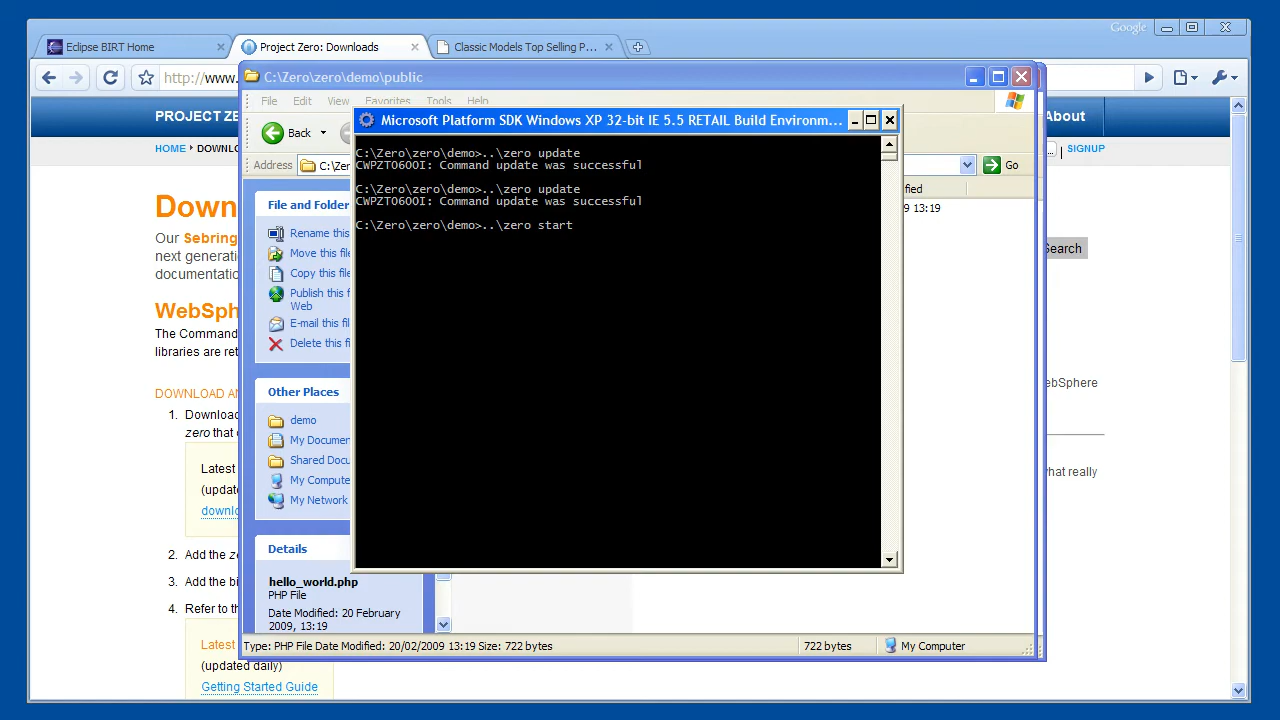 Google
Eclipse BIRT Home
Project Zero: Downloads
Classic Models Top Selling P...
http://www.
C:\Zero\zero\demo\public
File Edit View Favorites Tools Help
Back
Address C:\Ze
Go
PROJECT
About
HOME DOWNLO
SIGNUP
Microsoft Platform SDK Windows XP 32-bit IE 5.5 RETAIL Build Environm...
C:\Zero\zero\demo>..\zero update
CWPZT0600I: Command update was successful
C:\Zero\zero\demo>..\zero update
CWPZT0600I: Command update was successful
C:\Zero\zero\demo>..\zero start
File and Folder
Rename this
Move this file
Copy this file
Publish this f
Web
E-mail this fil
Delete this fi
Other Places
demo
My Documen
Shared Docu
My Compute
My Network
Details
hello_world.php
PHP File
Date Modified: 20 February
2009, 13:19
fied
9 13:19
Search
Down
Our Sebring
next generati
documentatio
WebSph
The Command
libraries are ret
DOWNLOAD AN
1. Download
zero that
Latest
(update
downlo
2. Add the z
3. Add the bi
4. Refer to th
Latest
(updated daily)
Getting Started Guide
ebSphere
what really
Type: PHP File Date Modified: 20/02/2009 13:19 Size: 722 bytes
722 bytes
My Computer